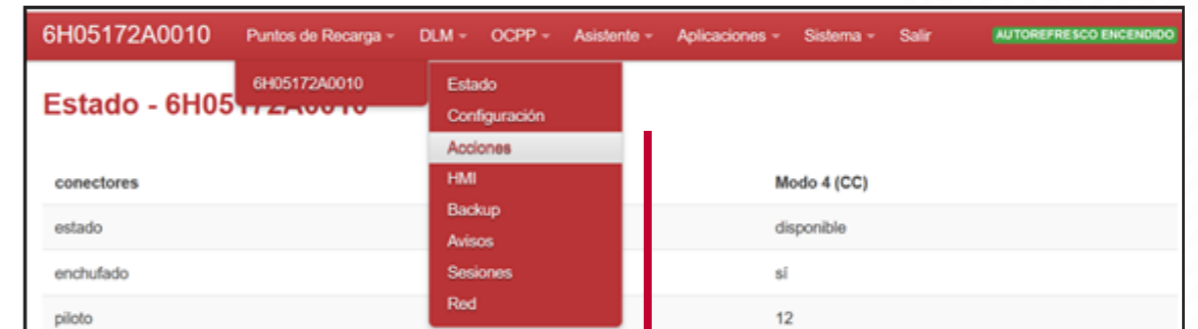 6H05172A0010 Puntos de Recarga DLM OCPP Asistente Aplicaciones Sistema Salir AUTOREFRESCO ENCENDIDO
6H05172A0010 Estado
Estado - 6H05172A0010
Configuración
Acciones
conectores HMI Modo 4 (CC)
Backup
estado disponible
Avisos
enchufado Sesiones sí
Red
piloto 12